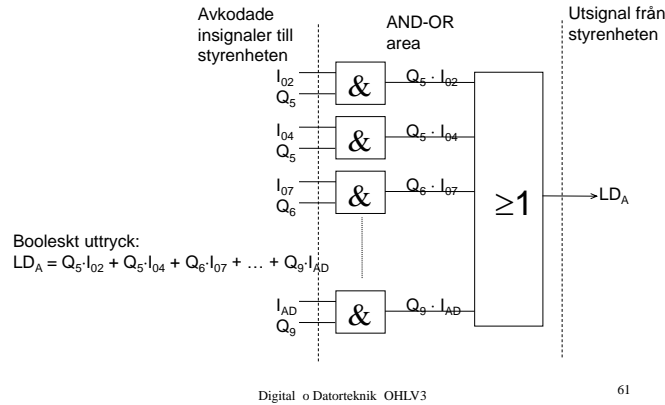 Avkodade
insignaler till
styrenheten
AND-OR
area
Utsignal från
styrenheten
I02
Q5
&
Q5 · I02
I04
Q5
&
Q5 · I04
I07
Q6
&
Q6 · I07
≥1
LDA
Booleskt uttryck:
LDA = Q5·I02 + Q5·I04 + Q6·I07 + … + Q9·IAD
IAD
Q9
&
Q9 · IAD
Digital o Datorteknik OHLV3
61